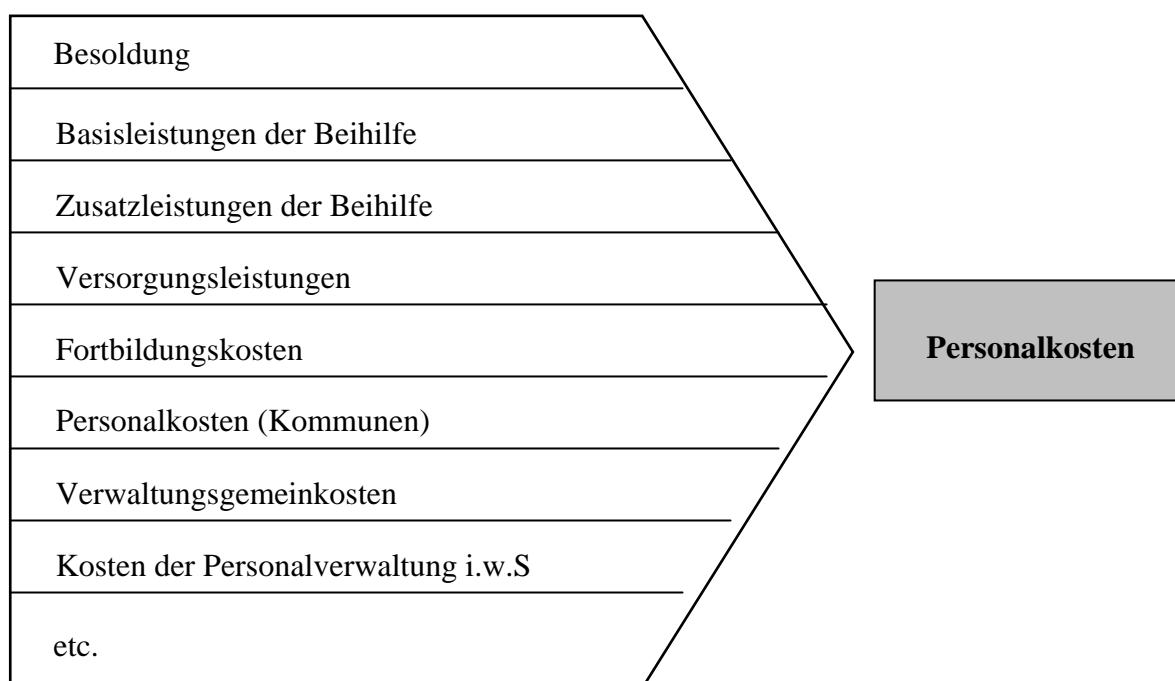 Besoldung
Basisleistungen der Beihilfe
Zusatzleistungen der Beihilfe
Versorgungsleistungen
Fortbildungskosten
Personalkosten (Kommunen)
Verwaltungsgemeinkosten
Kosten der Personalverwaltung i.w.S
etc.
Personalkosten